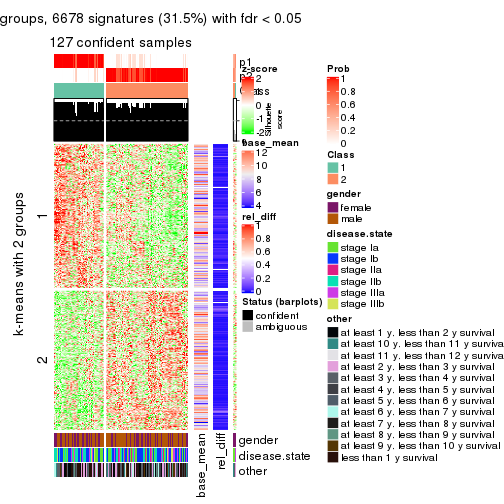 groups, 6678 signatures (31.5%) with fdr < 0.05
127 confident samples
p1
p2
Class
Silhouette
score
1
2
k-means with 2 groups
gender
disease.state
other
base_mean
rel_diff
z-score
2
1
0
-1
-2
base_mean
12
10
8
6
4
rel_diff
1
0.8
0.6
0.4
0.2
0
Status (barplots)
confident
ambiguous
Prob
1
0.8
0.6
0.4
0.2
0
Class
1
2
gender
female
male
disease.state
stage Ia
stage Ib
stage IIa
stage IIb
stage IIIa
stage IIIb
other
at least 1 y. less than 2 y survival
at least 10 y. less than 11 y survival
at least 11 y. less than 12 y survival
at least 2 y. less than 3 y survival
at least 3 y. less than 4 y survival
at least 4 y. less than 5 y survival
at least 5 y. less than 6 y survival
at least 6 y. less than 7 y survival
at least 7 y. less than 8 y survival
at least 8 y. less than 9 y survival
at least 9 y. less than 10 y survival
less than 1 y survival